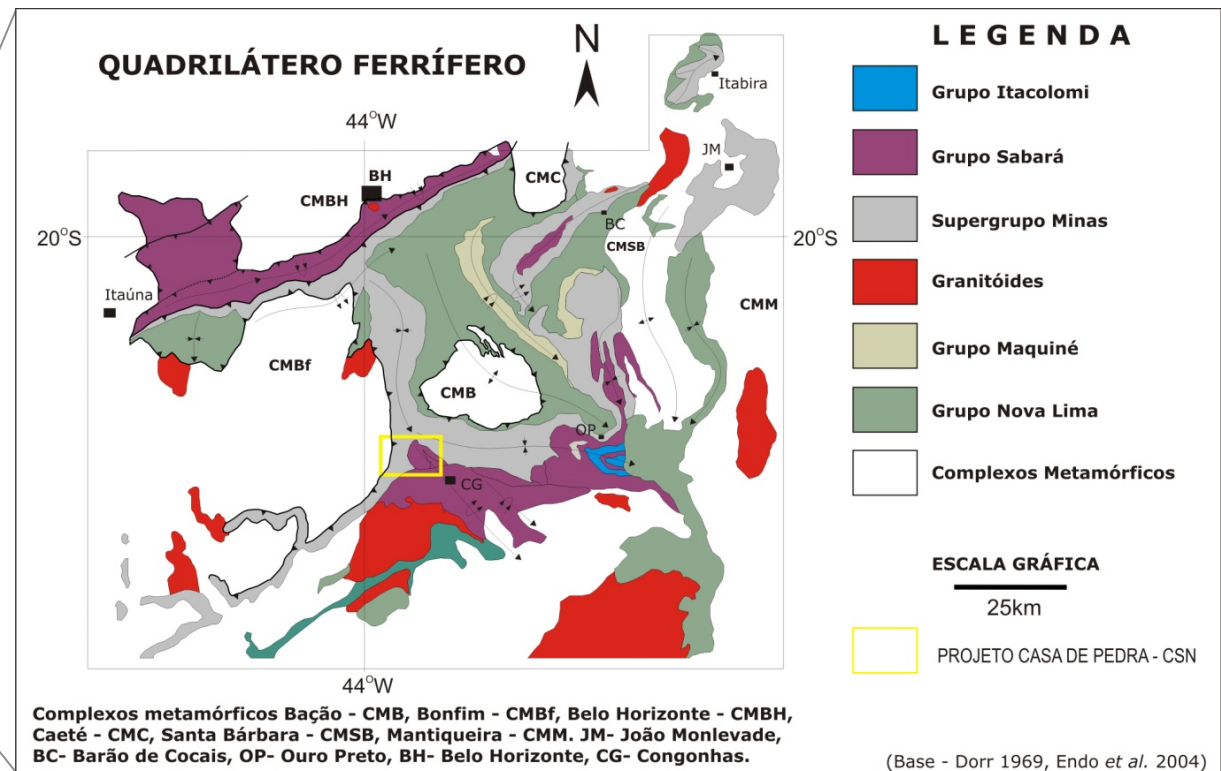 QUADRILÁTERO FERRÍFERO
N
44°W
20°S
20°S
44°W
Itabira
JM
BH
CMBH
CMC
BC
CMSB
Itaúna
CMM
CMBf
CMB
OP
CG
LEGENDA
Grupo Itacolomi
Grupo Sabará
Supergrupo Minas
Granitóides
Grupo Maquiné
Grupo Nova Lima
Complexos Metamórficos
ESCALA GRÁFICA
25km
PROJETO CASA DE PEDRA - CSN
Complexos metamórficos Bação - CMB, Bonfim - CMBf, Belo Horizonte - CMBH,
Caeté - CMC, Santa Bárbara - CMSB, Mantiqueira - CMM. JM- João Monlevade,
BC- Barão de Cocais, OP- Ouro Preto, BH- Belo Horizonte, CG- Congonhas.
(Base - Dorr 1969, Endo et al. 2004)